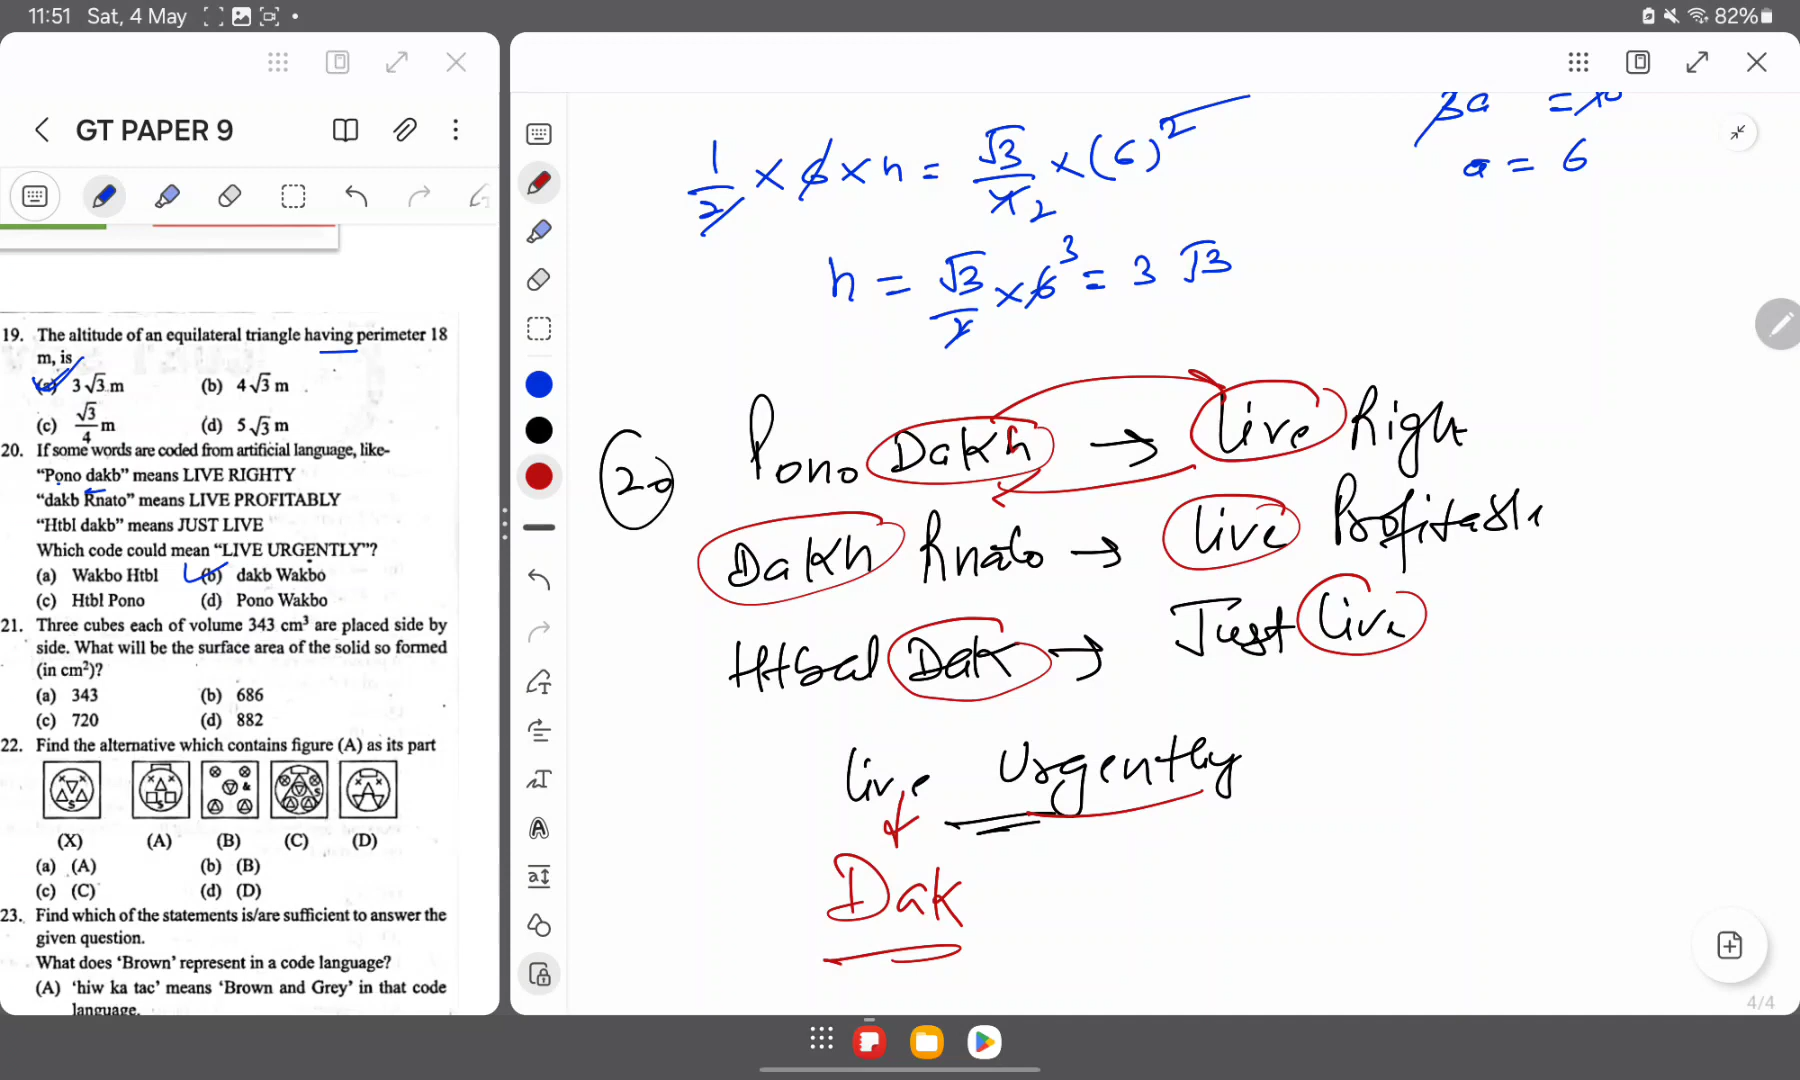 11:51 Sat, 4 May
82%
GT PAPER 9
19. The altitude of an equilateral triangle having perimeter 18
m, is
(a) 3√3 m (b) 4√3 m
(c) √3/4 m (d) 5√3 m
20. If some words are coded from artificial language, like-
“Pono dakb” means LIVE RIGHTY
“dakb Rnato” means LIVE PROFITABLY
“Htbl dakb” means JUST LIVE
Which code could mean “LIVE URGENTLY”?
(a) Wakbo Htbl (b) dakb Wakbo
(c) Htbl Pono (d) Pono Wakbo
21. Three cubes each of volume 343 cm³ are placed side by
side. What will be the surface area of the solid so formed
(in cm²)?
(a) 343 (b) 686
(c) 720 (d) 882
22. Find the alternative which contains figure (A) as its part
(X) (A) (B) (C) (D)
(a) (A) (b) (B)
(c) (C) (d) (D)
23. Find which of the statements is/are sufficient to answer the
given question.
What does ‘Brown’ represent in a code language?
(A) ‘hiw ka tac’ means ‘Brown and Grey’ in that code
language.
3a =
a = 6
1/2 × 6 × h = √3/4 2 × (6)²
h = √3/2 × 6 3 = 3 √3
20 Pono Dakh → Live Righ
Dakh Rnato → Live Profitable
Htbal Dak → Just Live
Live Urgently
Dak
4/4